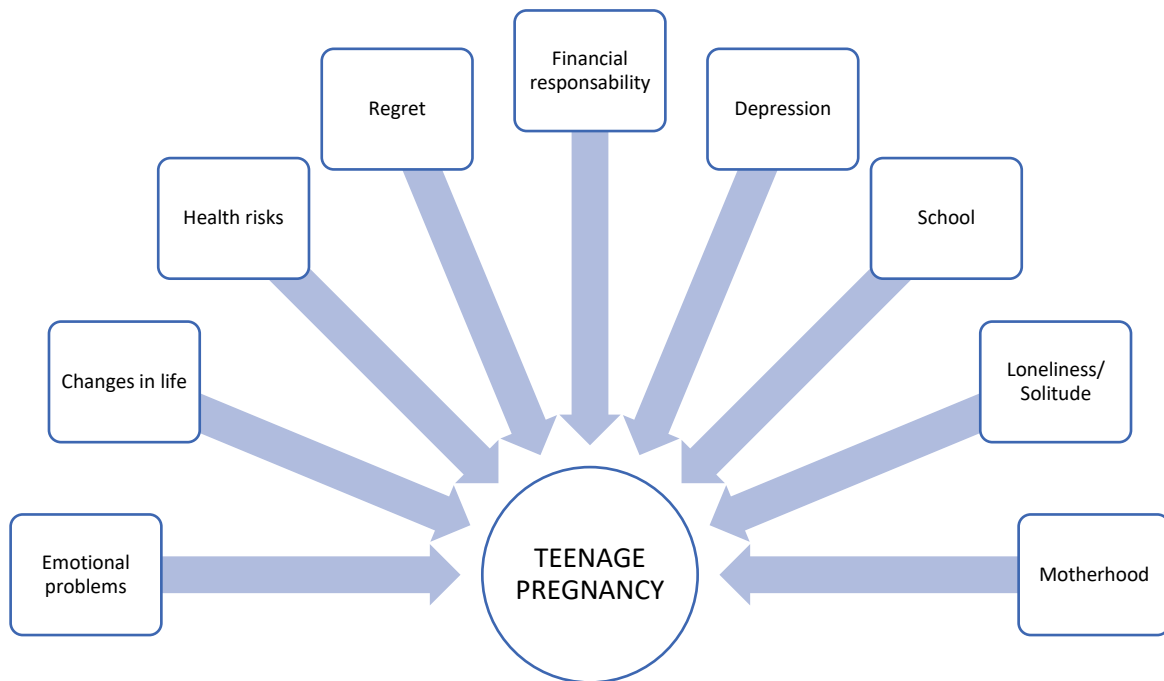 Financial
responsability
Regret
Depression
Health risks
School
Changes in life
Loneliness/
Solitude
Emotional
problems
TEENAGE
PREGNANCY
Motherhood